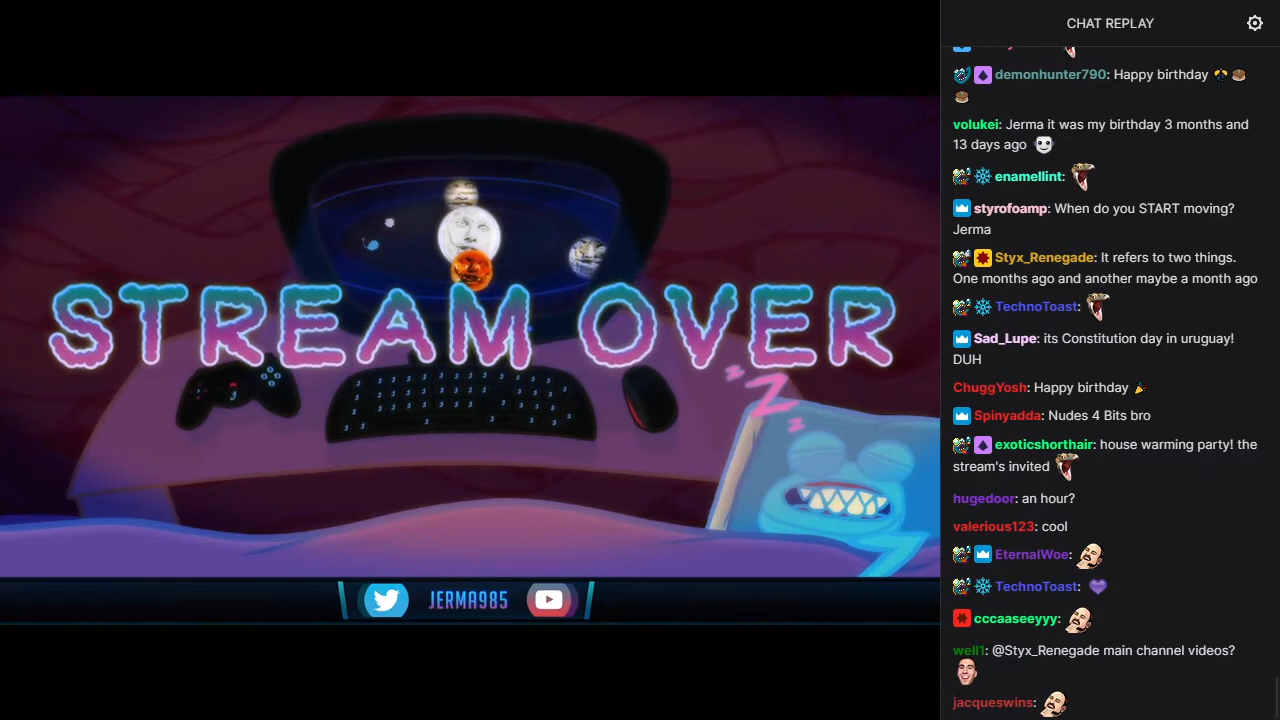 STREAM OVER
z
Z
z
JERMA985
CHAT REPLAY
demonhunter790: Happy birthday
volukei: Jerma it was my birthday 3 months and
13 days ago
enamellint:
styrofoamp: When do you START moving?
Jerma
Styx_Renegade: It refers to two things.
One months ago and another maybe a month ago
TechnoToast:
Sad_Lupe: its Constitution day in uruguay!
DUH
ChuggYosh: Happy birthday
Spinyadda: Nudes 4 Bits bro
exoticshorthair: house warming party! the
stream's invited
hugedoor: an hour?
valerious123: cool
EternalWoe:
TechnoToast:
cccaaseeyyy:
well1: @Styx_Renegade main channel videos?
jacqueswins: